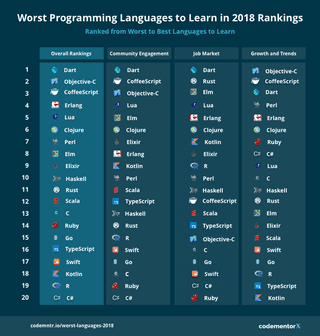 Worst Programming Languages to Learn in 2018 Rankings
Ranked from Worst to Best Languages to Learn
Overall Rankings Community Engagement Job Market Growth and Trends
1 Dart Dart Dart Objective-C
2 Objective-C CoffeeScript Rust CoffeeScript
3 CoffeeScript Objective-C Elm Dart
4 Erlang Lua Lua Perl
5 Lua Elm Erlang Erlang
6 Clojure Clojure Clojure Clojure
7 Perl Elixir Kotlin Ruby
8 Elm Erlang Elixir C#
9 Elixir Kotlin R Lua
10 Haskell Perl Perl C
11 Rust Scala Haskell Haskell
12 Scala TypeScript CoffeeScript Rust
13 C Haskell Scala Elm
14 Ruby Rust TypeScript Elixir
15 Go R Objective-C Scala
16 TypeScript Swift C Swift
17 Swift Go Go Go
18 Kotlin C Swift R
19 R Ruby C# TypeScript
20 C# C# Ruby Kotlin
codementr.io/worst-languages-2018 codementorX